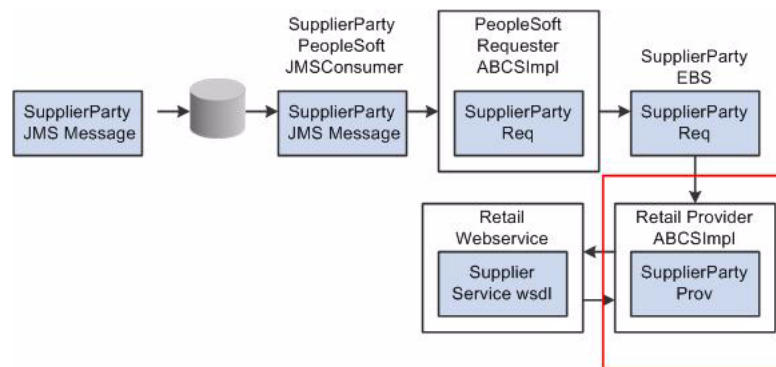 SupplierParty
JMS Message
SupplierParty
PeopleSoft
JMSConsumer
SupplierParty
JMS Message
PeopleSoft
Requester
ABCSImpl
SupplierParty
Req
SupplierParty
EBS
SupplierParty
Req
Retail
Webservice
Supplier
Service wsdl
Retail Provider
ABCSImpl
SupplierParty
Prov